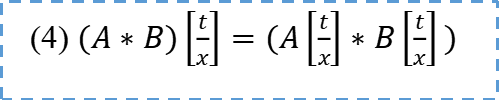 (4) (A * B) [t/x] = (A [t/x] * B [t/x] )